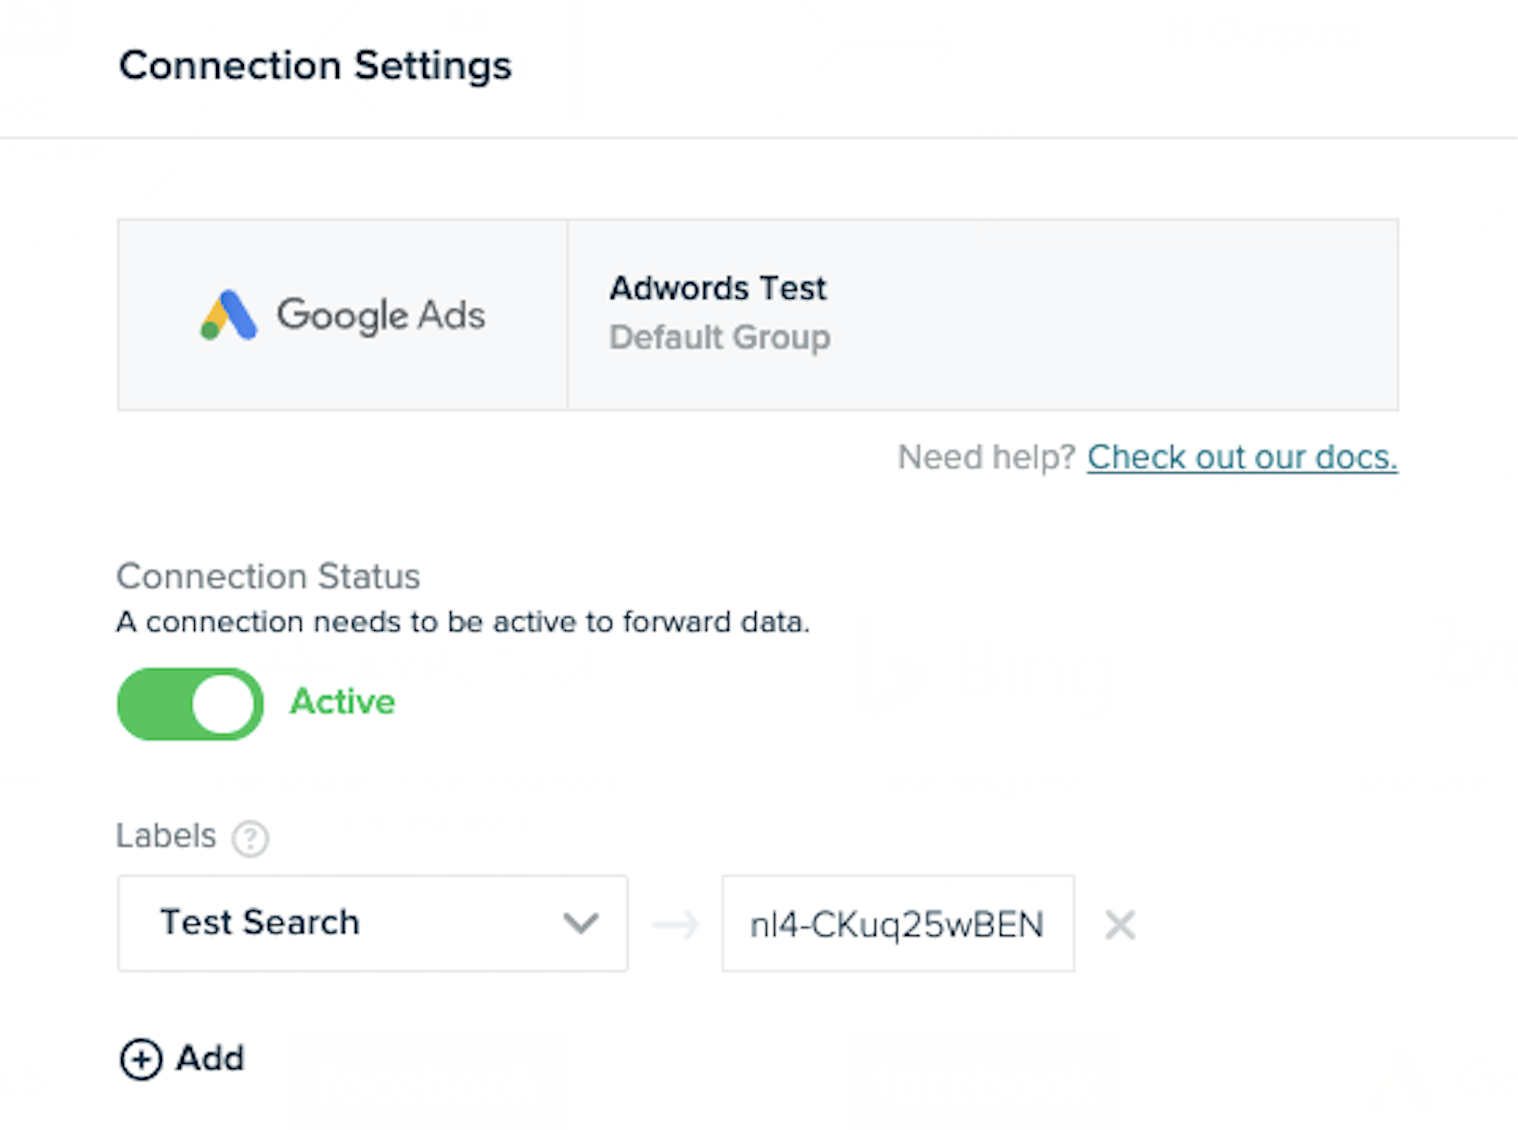 Connection Settings
Google Ads
Adwords Test
Default Group
Need help? Check out our docs.
Connection Status
A connection needs to be active to forward data.
Active
Labels ?
Test Search
nl4-CKuq25wBEN
Add